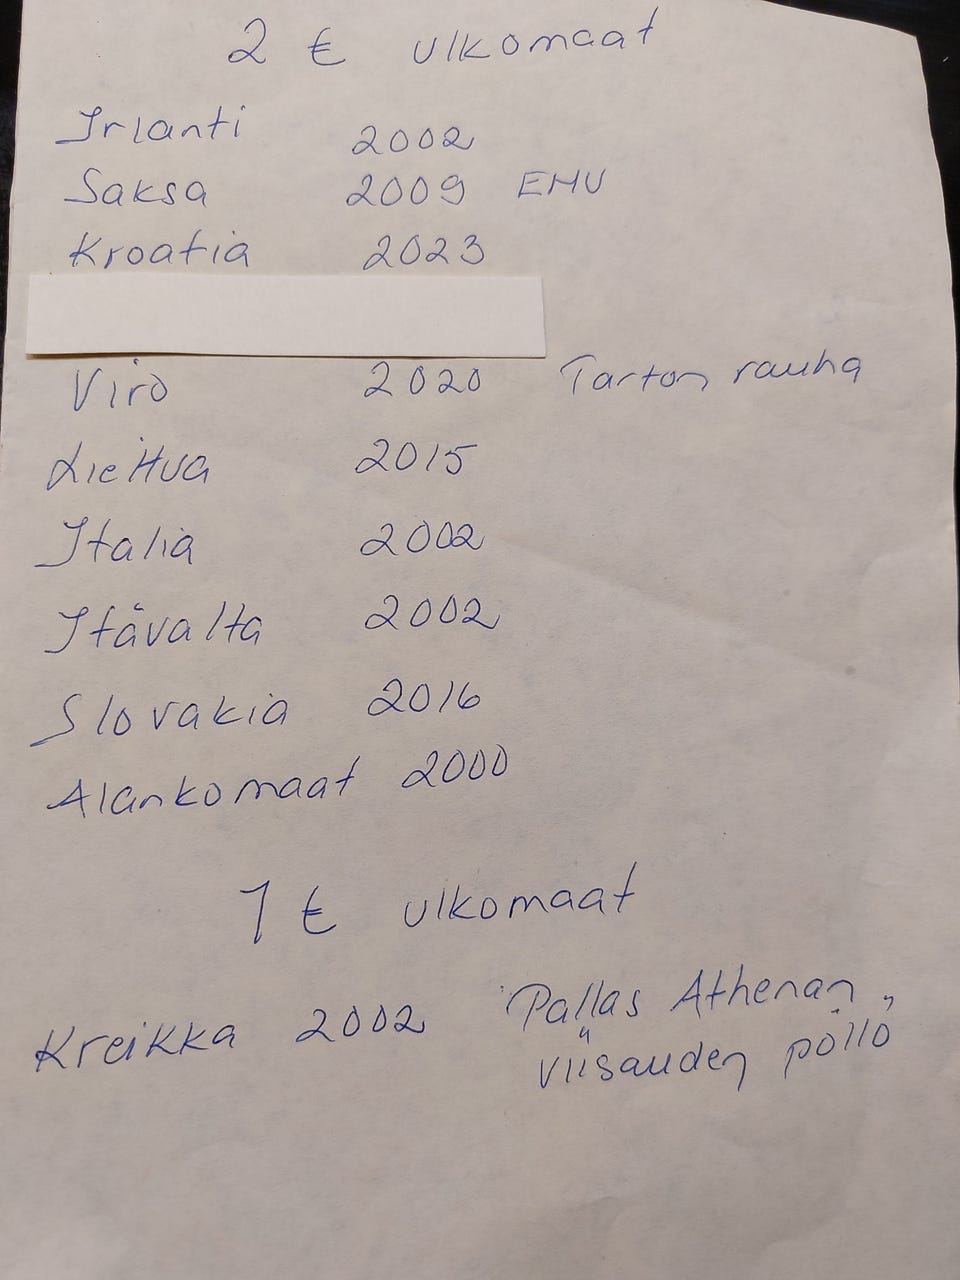 2 € ulkomaat
Irlanti 2002
Saksa 2009 EMU
Kroatia 2023
Viro 2020 Tarton rauha
Liettua 2015
Italia 2002
Itävalta 2002
Slovakia 2016
Alankomaat 2000
1 € ulkomaat
Kreikka 2002 "Pallas Athenan,
viisauden pöllö"